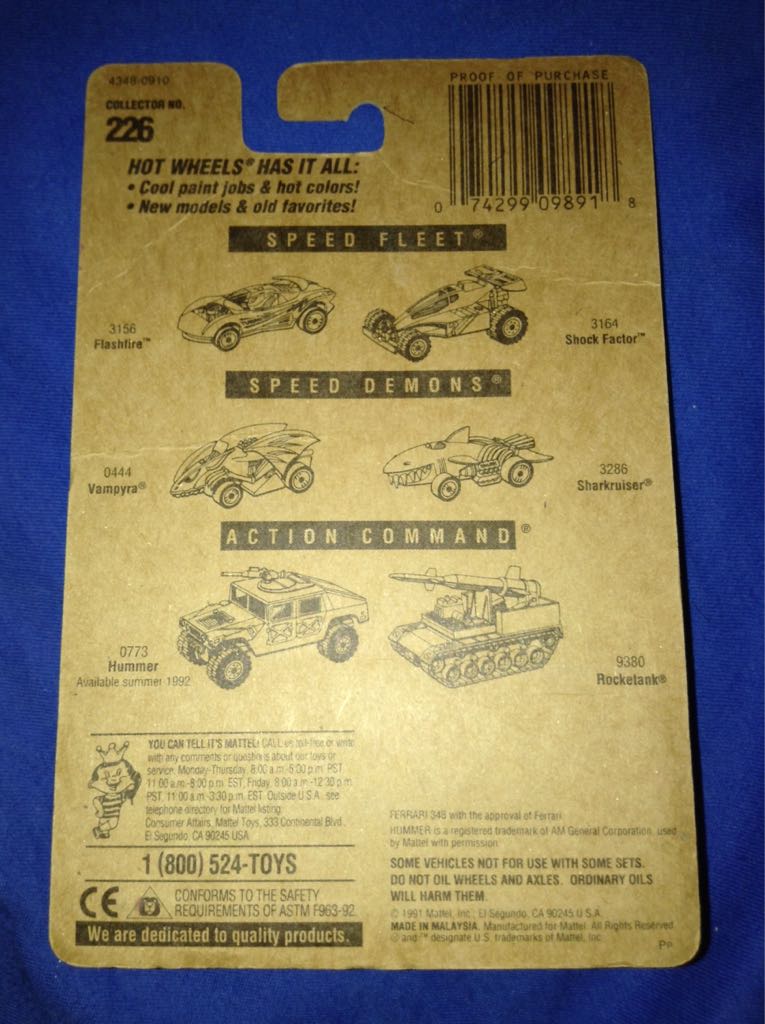 4348-0910
COLLECTOR NO.
226
PROOF OF PURCHASE
0 74299 09891 8
HOT WHEELS® HAS IT ALL:
• Cool paint jobs & hot colors!
• New models & old favorites!
SPEED FLEET®
3156
Flashfire™
3164
Shock Factor™
SPEED DEMONS®
0444
Vampyra®
3286
Sharkruiser®
ACTION COMMAND®
0773
Hummer
Available summer 1992
9380
Rocketank®
YOU CAN TELL IT'S MATTEL! CALL us toll-free or write
with any comments or questions about our toys or
service, Monday-Thursday, 8:00 a.m.-5:00 p.m. PST,
11:00 a.m.-8:00 p.m. EST, Friday, 8:00 a.m.-12:30 p.m.
PST, 11:00 a.m.-3:30 p.m. EST. Outside U.S.A., see
telephone directory for Mattel listing.
Consumer Affairs, Mattel Toys, 333 Continental Blvd.,
El Segundo, CA 90245 USA
1 (800) 524-TOYS
CE
CONFORMS TO THE SAFETY
REQUIREMENTS OF ASTM F963-92.
We are dedicated to quality products.
FERRARI 348 with the approval of Ferrari.
HUMMER is a registered trademark of AM General Corporation, used
by Mattel with permission.
SOME VEHICLES NOT FOR USE WITH SOME SETS.
DO NOT OIL WHEELS AND AXLES. ORDINARY OILS
WILL HARM THEM.
© 1991 Mattel, Inc., El Segundo, CA 90245 U.S.A.
MADE IN MALAYSIA. Manufactured for Mattel. All Rights Reserved.
® and ™ designate U.S. trademarks of Mattel, Inc.
PP